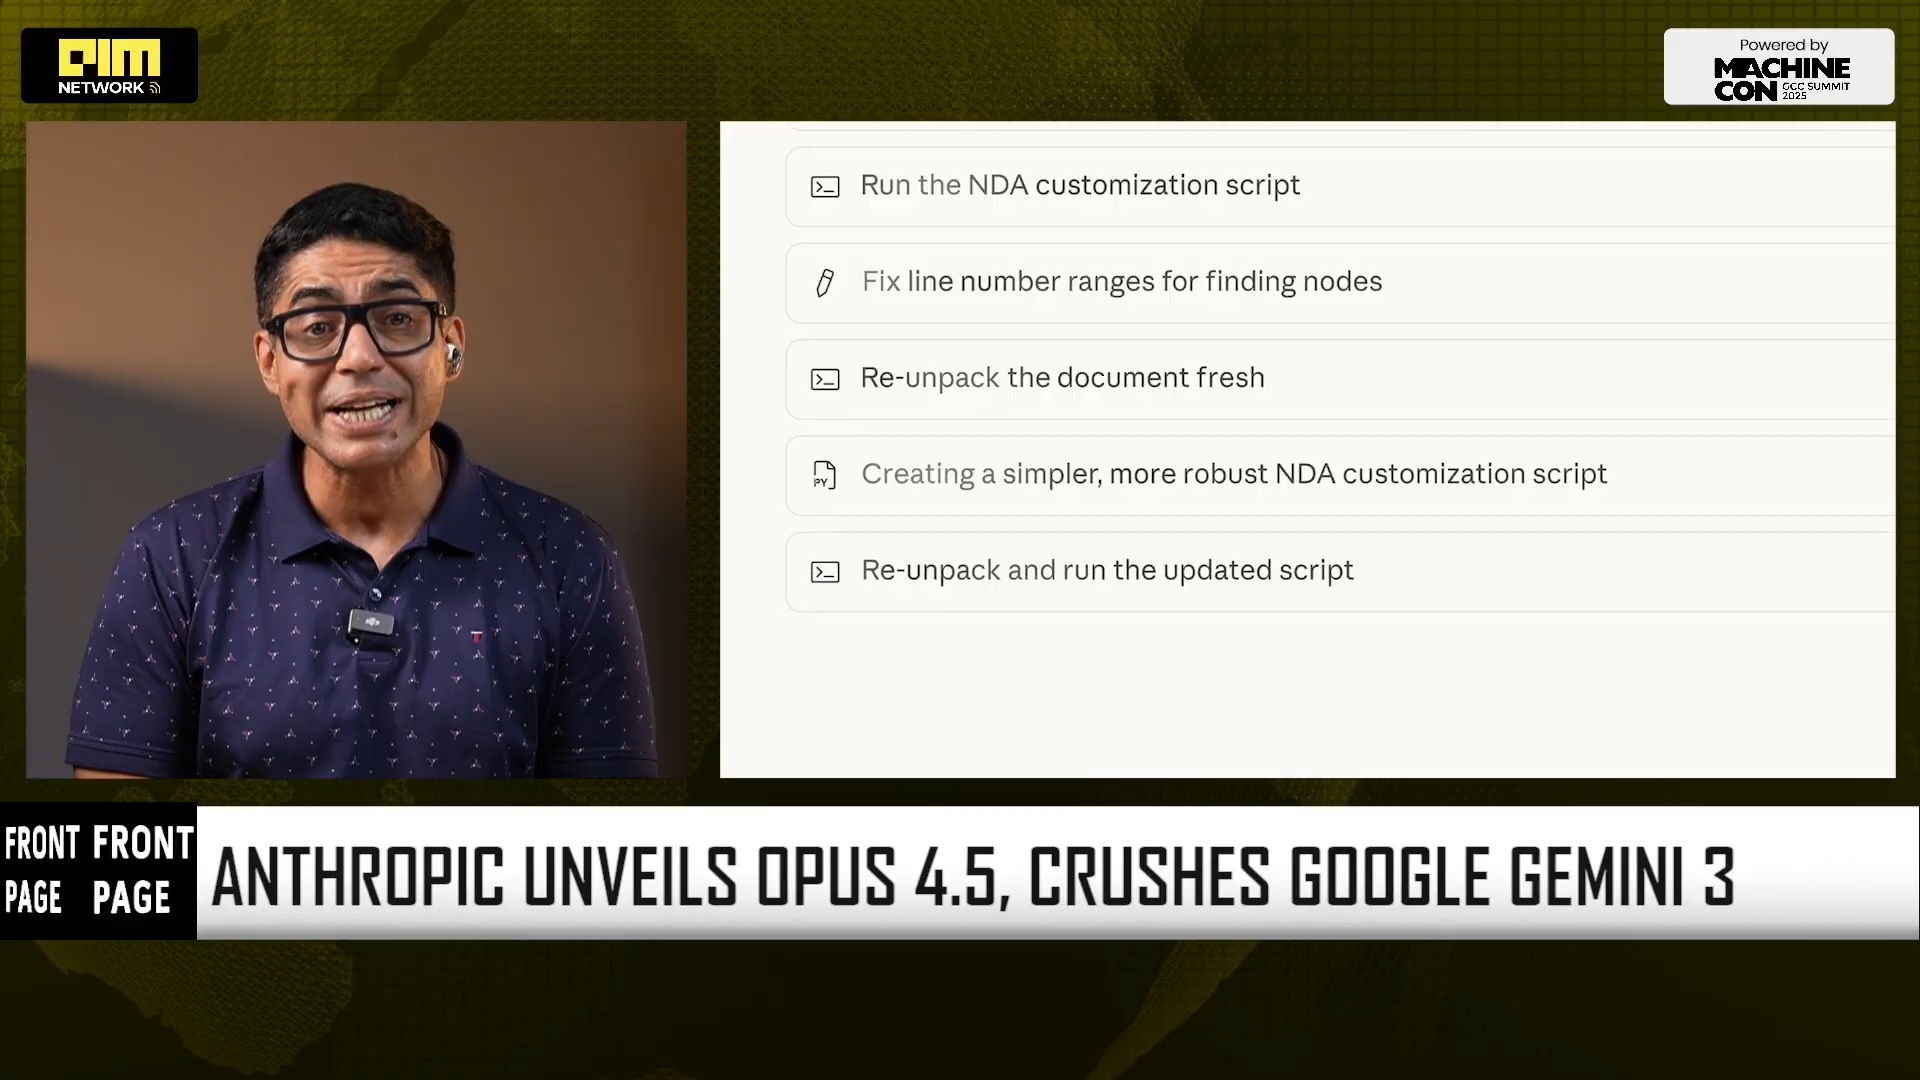 AIM
NETWORK
Powered by
MACHINE
CON GCC SUMMIT
2025
Run the NDA customization script
Fix line number ranges for finding nodes
Re-unpack the document fresh
PY
Creating a simpler, more robust NDA customization script
Re-unpack and run the updated script
dji
T
FRONT FRONT
PAGE PAGE
ANTHROPIC UNVEILS OPUS 4.5, CRUSHES GOOGLE GEMINI 3